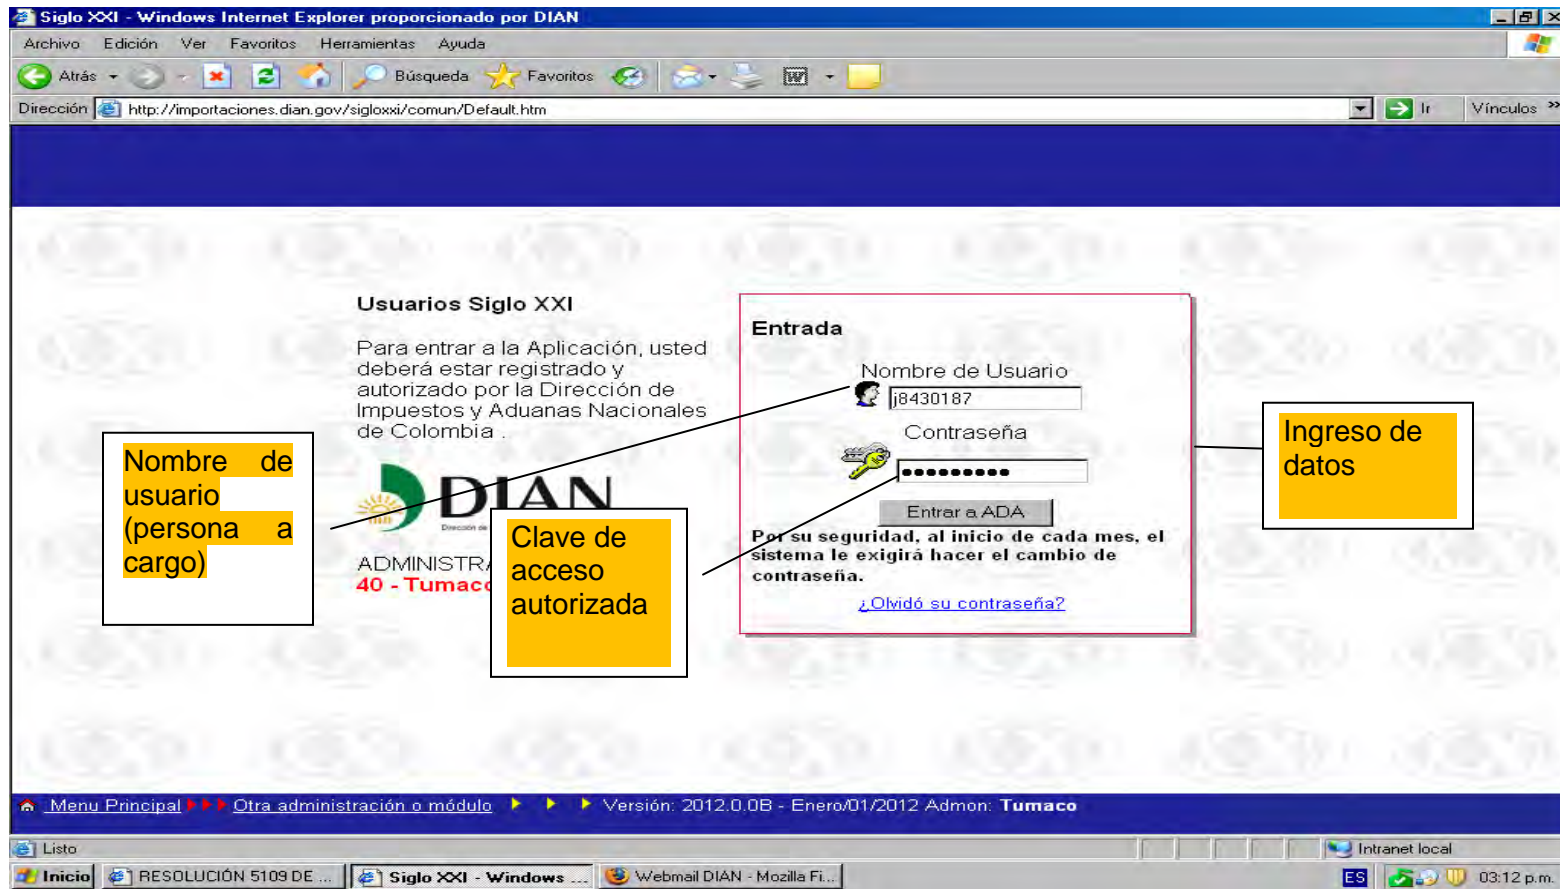 Siglo XXI - Windows Internet Explorer proporcionado por DIAN
Archivo Edición Ver Favoritos Herramientas Ayuda
Atrás Búsqueda Favoritos
Dirección http://importaciones.dian.gov/sigloxxi/comun/Default.htm Ir Vínculos »
Usuarios Siglo XXI
Para entrar a la Aplicación, usted
deberá estar registrado y
autorizado por la Dirección de
Impuestos y Aduanas Nacionales
de Colombia .
DIAN
Dirección de
ADMINISTRA
40 - Tumaco
Entrada
Nombre de Usuario
j8430187
Contraseña
•••••••••
Entrar a ADA
Por su seguridad, al inicio de cada mes, el
sistema le exigirá hacer el cambio de
contraseña.
¿Olvidó su contraseña?
Nombre de
usuario
(persona a
cargo)
Clave de
acceso
autorizada
Ingreso de
datos
Menu Principal Otra administración o módulo Versión: 2012.0.0B - Enero/01/2012 Admon: Tumaco
Listo Intranet local
Inicio RESOLUCIÓN 5109 DE ... Siglo XXI - Windows ... Webmail DIAN - Mozilla Fi... ES 03:12 p.m.